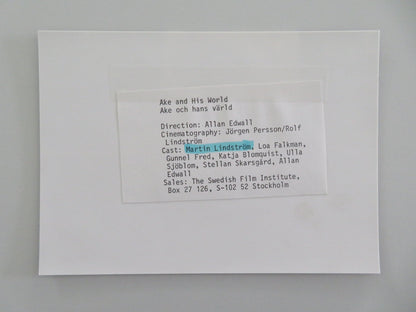 Ake and His World
Ake och hans värld
Direction: Allan Edwall
Cinematography: Jörgen Persson/Rolf
Lindström
Cast: Martin Lindström, Loa Falkman,
Gunnel Fred, Katja Blomquist, Ulla
Sjöblom, Stellan Skarsgård, Allan
Edwall
Sales: The Swedish Film Institute,
Box 27 126, S-102 52 Stockholm